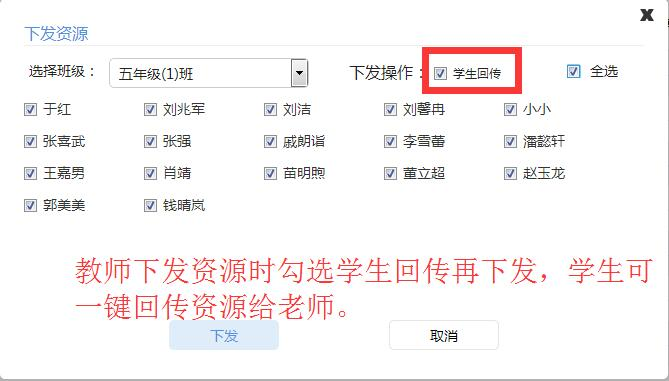 下发资源
选择班级： 五年级(1)班 下发操作： 学生回传 全选
于红 刘兆军 刘洁 刘馨冉 小小
张喜武 张强 戚朗诣 李雪蕾 潘懿轩
王嘉男 肖靖 苗明煦 董立超 赵玉龙
郭美美 钱晴岚
教师下发资源时勾选学生回传再下发，学生可
一键回传资源给老师。
下发 取消